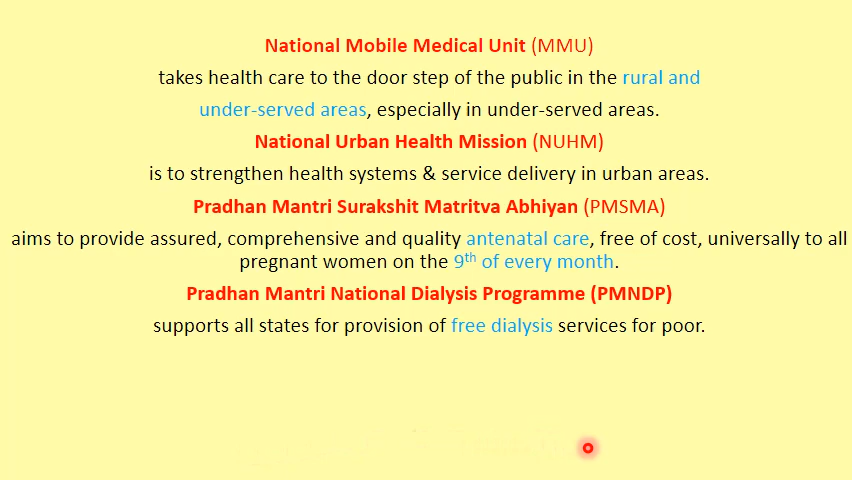 National Mobile Medical Unit (MMU)
takes health care to the door step of the public in the rural and
under-served areas, especially in under-served areas.
National Urban Health Mission (NUHM)
is to strengthen health systems & service delivery in urban areas.
Pradhan Mantri Surakshit Matritva Abhiyan (PMSMA)
aims to provide assured, comprehensive and quality antenatal care, free of cost, universally to all
pregnant women on the 9th of every month.
Pradhan Mantri National Dialysis Programme (PMNDP)
supports all states for provision of free dialysis services for poor.